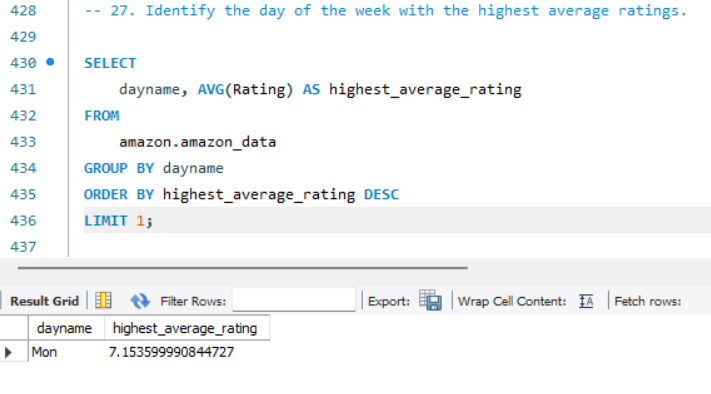 428 -- 27. Identify the day of the week with the highest average ratings.
429
430 SELECT
431 dayname, AVG(Rating) AS highest_average_rating
432 FROM
433 amazon.amazon_data
434 GROUP BY dayname
435 ORDER BY highest_average_rating DESC
436 LIMIT 1;
437
Result Grid Filter Rows: Export: Wrap Cell Content: Fetch rows:
dayname highest_average_rating
Mon 7.153599990844727